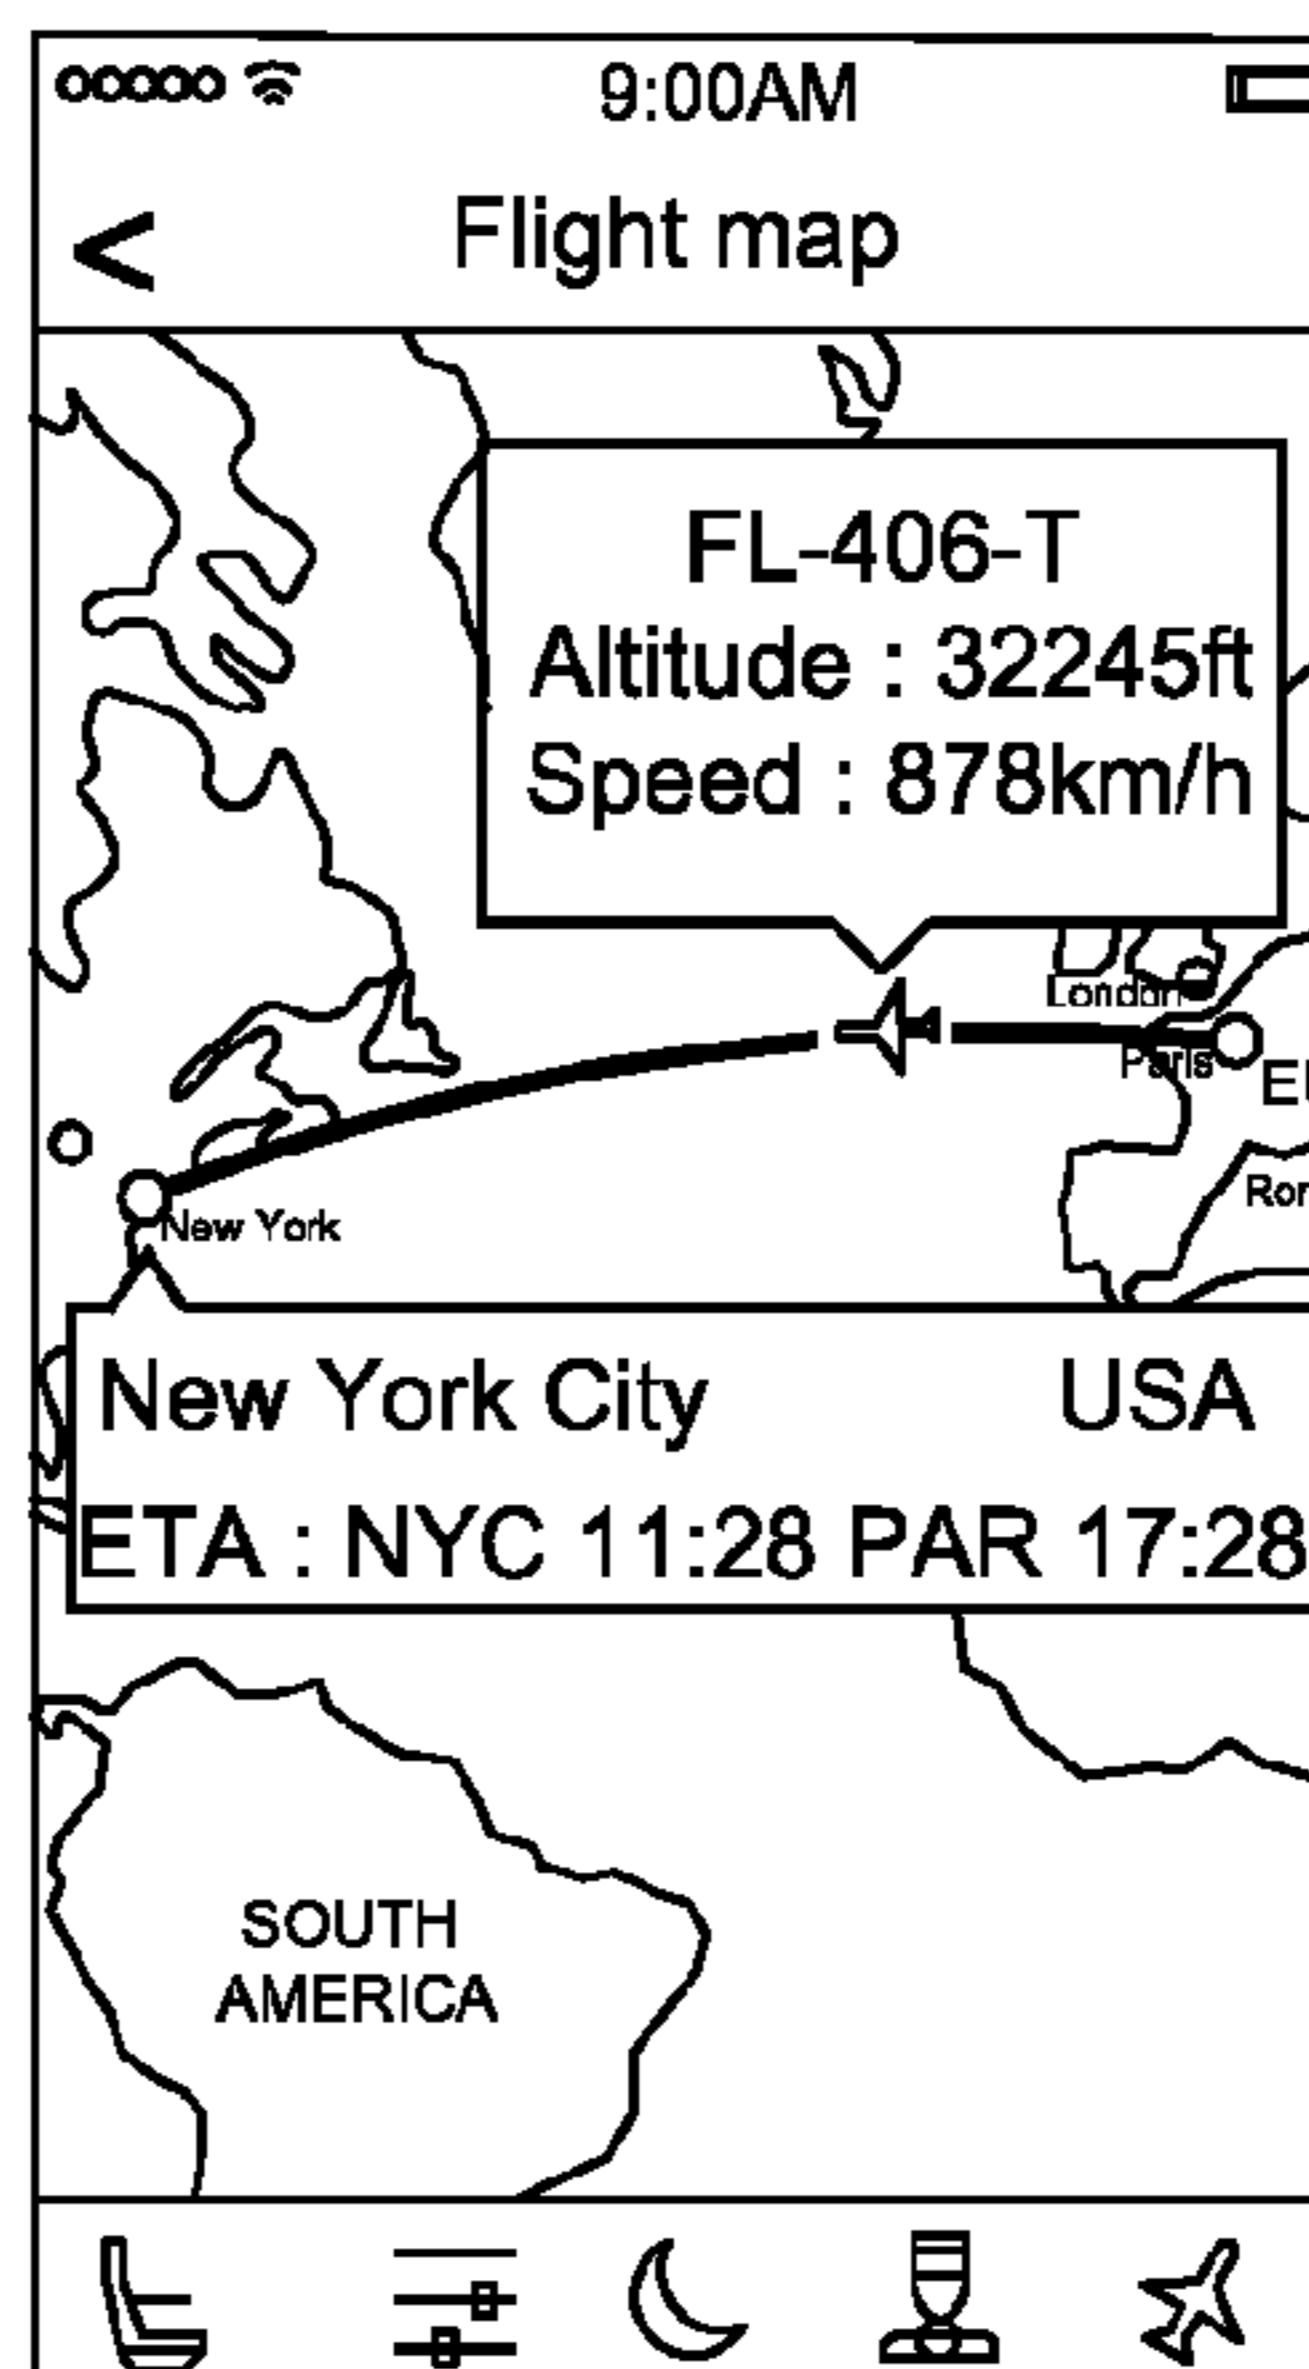 9:00AM
< Flight map
FL-406-T
Altitude : 32245ft
Speed : 878km/h
London
Paris
New York
New York City USA
ETA : NYC 11:28 PAR 17:28
SOUTH
AMERICA